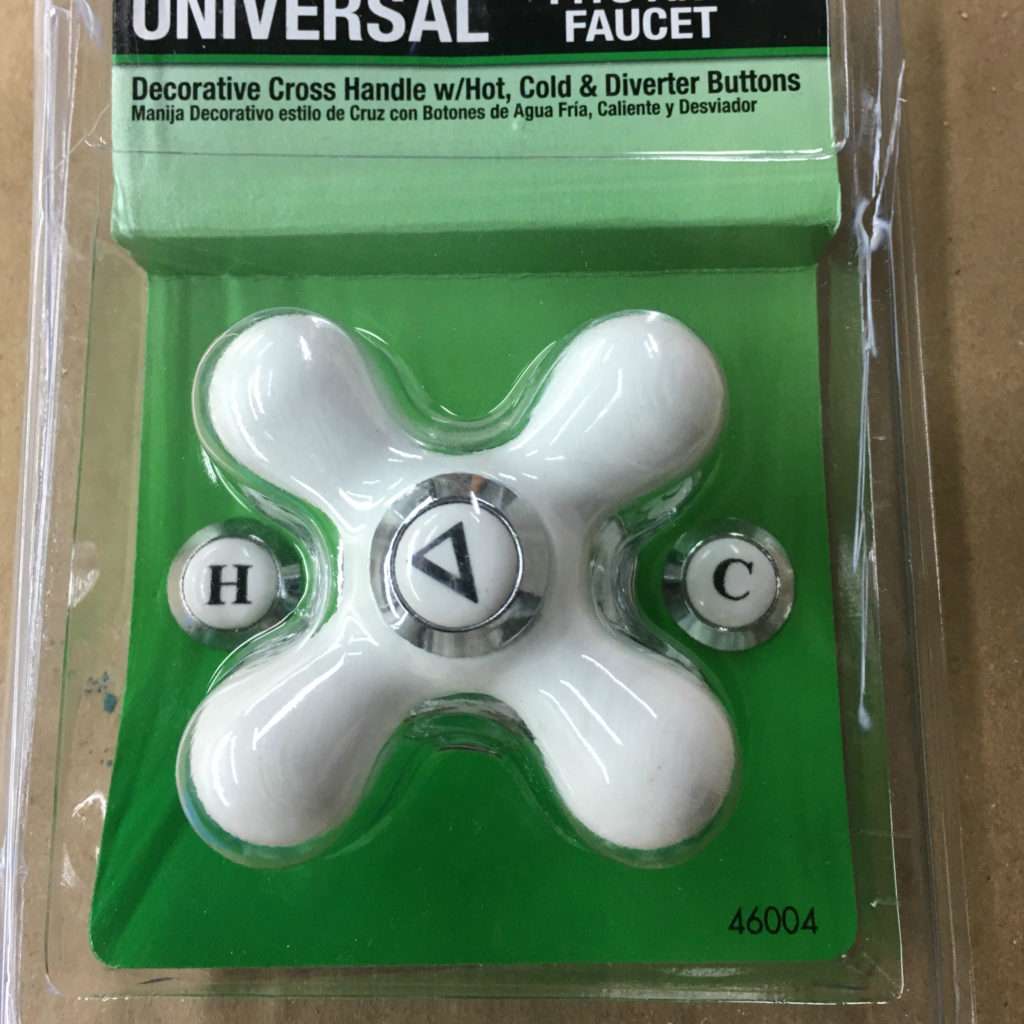 UNIVERSAL
FAUCET
Decorative Cross Handle w/Hot, Cold & Diverter Buttons
Manija Decorativo estilo de Cruz con Botones de Agua Fría, Caliente y Desviador
H
C
46004